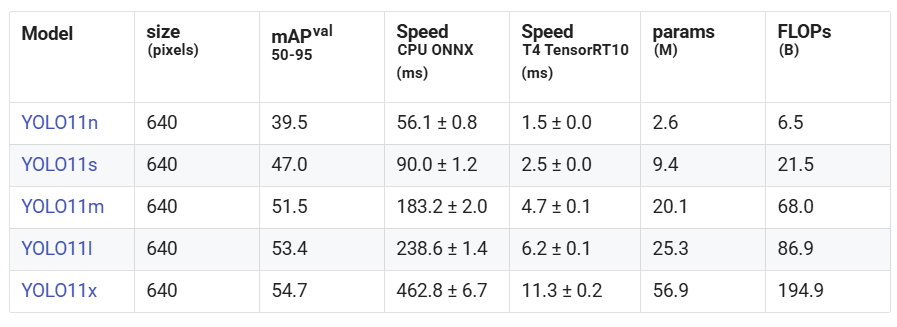 Model size (pixels) mAPval 50-95 Speed CPU ONNX (ms) Speed T4 TensorRT10 (ms) params (M) FLOPs (B)
YOLO11n 640 39.5 56.1 ± 0.8 1.5 ± 0.0 2.6 6.5
YOLO11s 640 47.0 90.0 ± 1.2 2.5 ± 0.0 9.4 21.5
YOLO11m 640 51.5 183.2 ± 2.0 4.7 ± 0.1 20.1 68.0
YOLO11l 640 53.4 238.6 ± 1.4 6.2 ± 0.1 25.3 86.9
YOLO11x 640 54.7 462.8 ± 6.7 11.3 ± 0.2 56.9 194.9